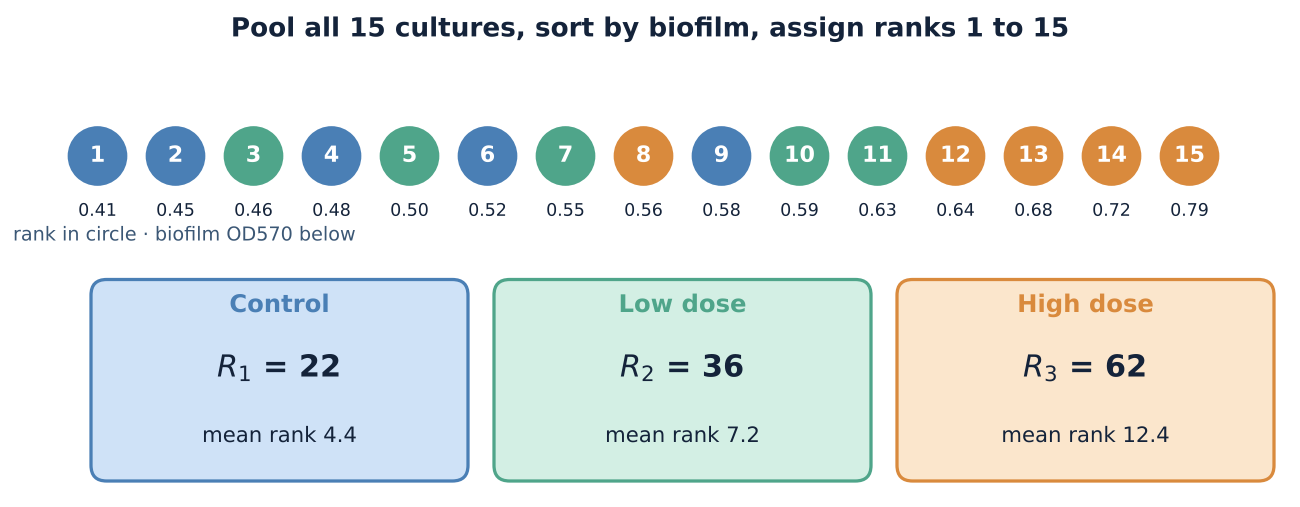 Pool all 15 cultures, sort by biofilm, assign ranks 1 to 15
1 2 3 4 5 6 7 8 9 10 11 12 13 14 15
0.41 0.45 0.46 0.48 0.50 0.52 0.55 0.56 0.58 0.59 0.63 0.64 0.68 0.72 0.79
rank in circle · biofilm OD570 below
Control
R₁ = 22
mean rank 4.4
Low dose
R₂ = 36
mean rank 7.2
High dose
R₃ = 62
mean rank 12.4